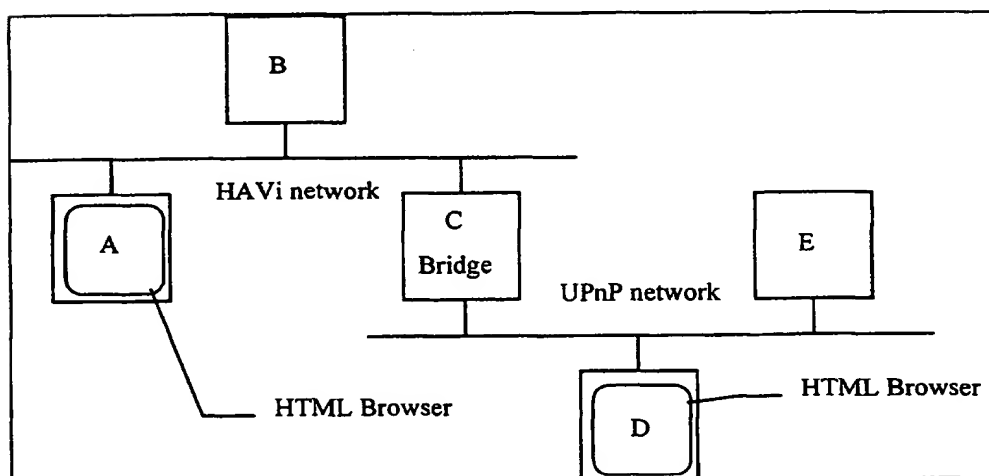 B
HAVi network
A
C
Bridge
E
UPnP network
HTML Browser
HTML Browser
D